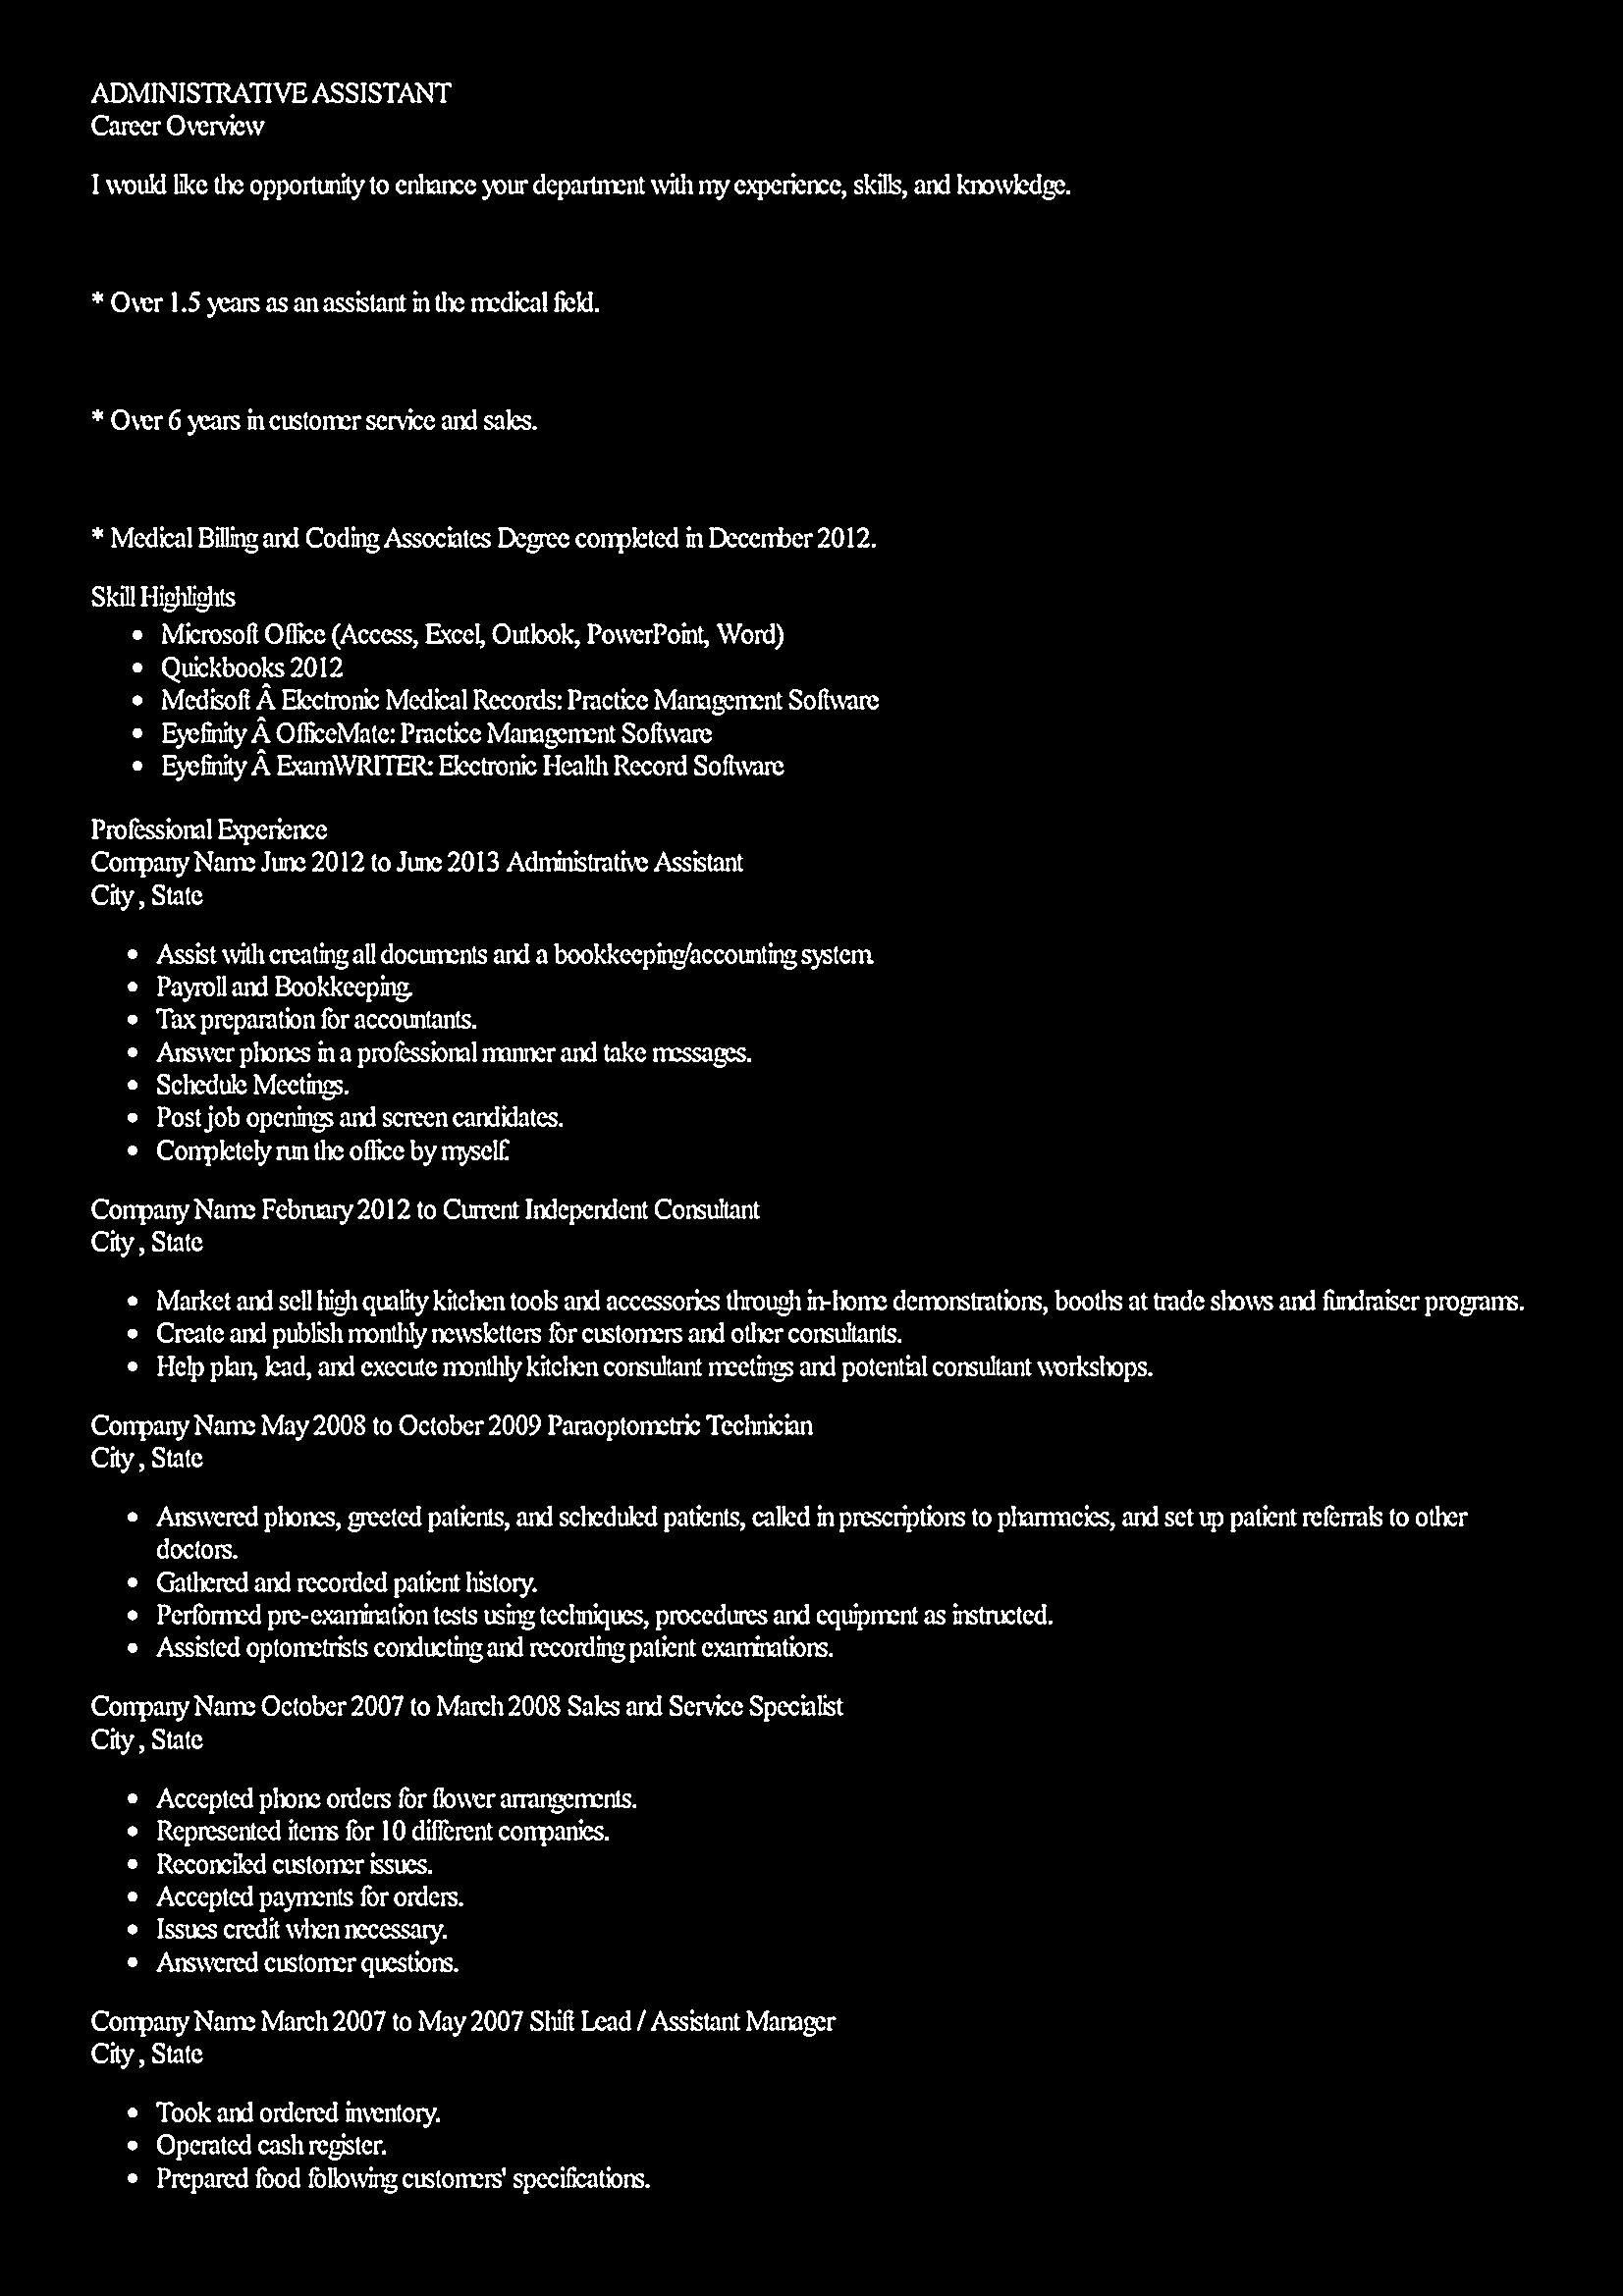 ADMINISTRATIVE ASSISTANT
Career Overview
I would like the opportunity to enhance your department with my experience, skills, and knowledge.
* Over 1.5 years as an assistant in the medical field.
* Over 6 years in customer service and sales.
* Medical Billing and Coding Associates Degree completed in December 2012.
Skill Highlights
• Microsoft Office (Access, Excel, Outlook, PowerPoint, Word)
• Quickbooks 2012
• Medisoft Â Electronic Medical Records: Practice Management Software
• Eyefinity Â OfficeMate: Practice Management Software
• Eyefinity Â ExamWRITER: Electronic Health Record Software
Professional Experience
Company Name June 2012 to June 2013 Administrative Assistant
City , State
• Assist with creating all documents and a bookkeeping/accounting system.
• Payroll and Bookkeeping.
• Tax preparation for accountants.
• Answer phones in a professional manner and take messages.
• Schedule Meetings.
• Post job openings and screen candidates.
• Completely run the office by myself.
Company Name February 2012 to Current Independent Consultant
City , State
• Market and sell high quality kitchen tools and accessories through in-home demonstrations, booths at trade shows and fundraiser programs.
• Create and publish monthly newsletters for customers and other consultants.
• Help plan, lead, and execute monthly kitchen consultant meetings and potential consultant workshops.
Company Name May 2008 to October 2009 Paraoptometric Technician
City , State
• Answered phones, greeted patients, and scheduled patients, called in prescriptions to pharmacies, and set up patient referrals to other
doctors.
• Gathered and recorded patient history.
• Performed pre-examination tests using techniques, procedures and equipment as instructed.
• Assisted optometrists conducting and recording patient examinations.
Company Name October 2007 to March 2008 Sales and Service Specialist
City , State
• Accepted phone orders for flower arrangements.
• Represented items for 10 different companies.
• Reconciled customer issues.
• Accepted payments for orders.
• Issues credit when necessary.
• Answered customer questions.
Company Name March 2007 to May 2007 Shift Lead / Assistant Manager
City , State
• Took and ordered inventory.
• Operated cash register.
• Prepared food following customers' specifications.